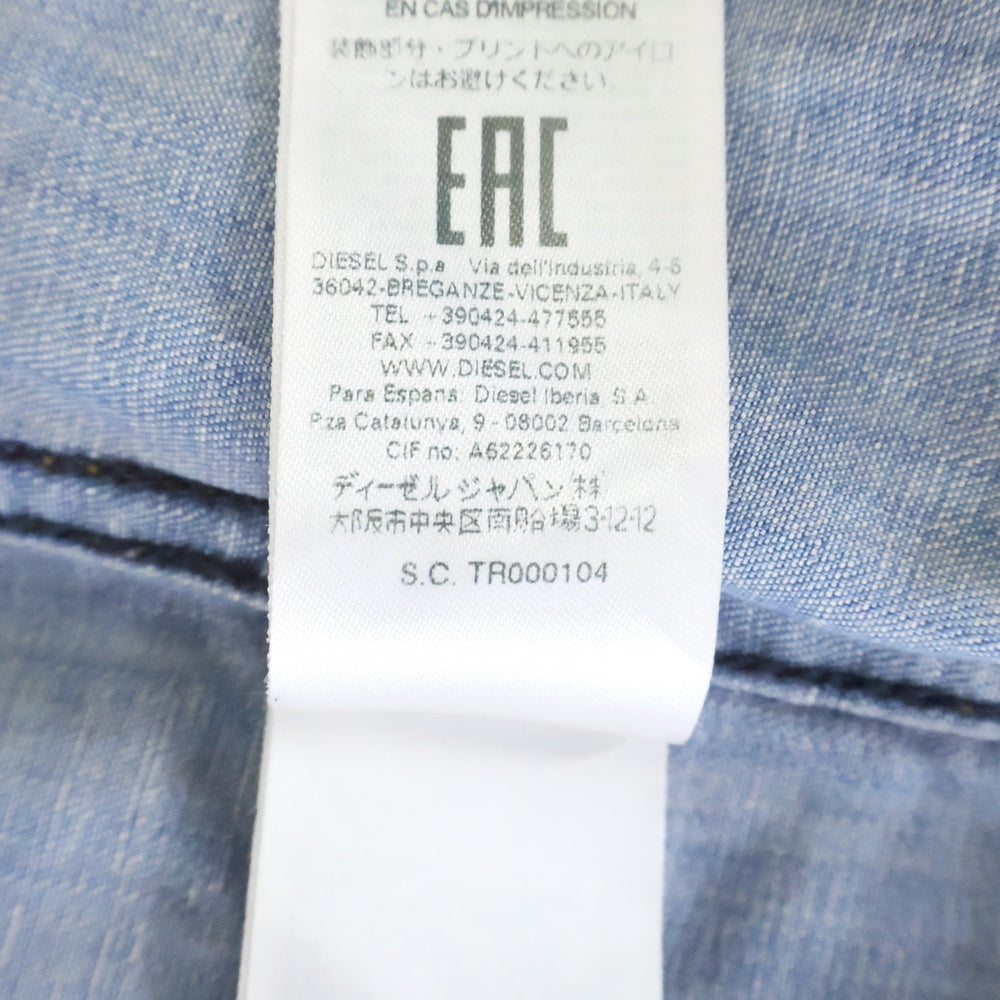 EN CAS D'IMPRESSION
装飾部分・プリントへのアイロ
ンはお避けください。
EAC
DIESEL S.p.a Via dell'Industria, 4-6
36042-BREGANZE-VICENZA-ITALY
TEL +390424-477555
FAX +390424-411955
WWW.DIESEL.COM
Para Espana: Diesel Iberia S.A.
Pza Catalunya, 9 - 08002 Barcelona
CIF no: A62226170
ディーゼル ジャパン 株
大阪市中央区南船場3-12-12
S.C. TR000104